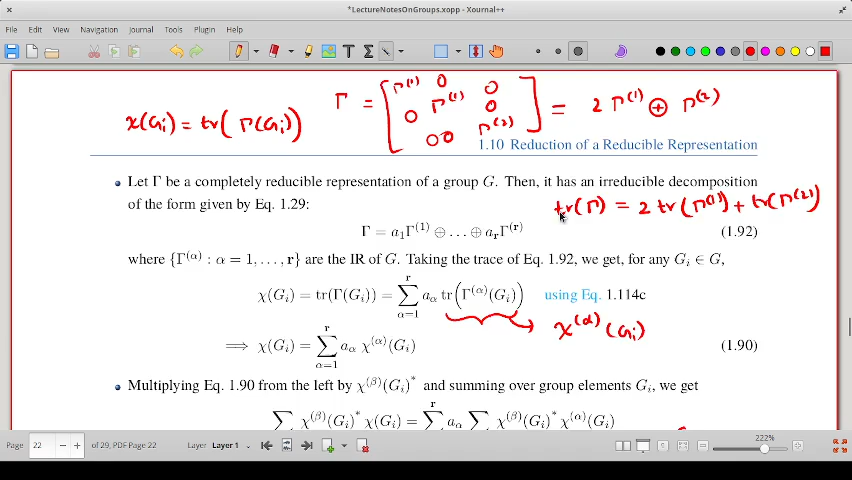 *LectureNotesOnGroups.xopp - Xournal++
File Edit View Navigation Journal Tools Plugin Help
χ(Gi) = tr(Γ(Gi)) Γ = [Γ^(1) 0 0
0 Γ^(1) 0
0 0 Γ^(2)] = 2 Γ^(1) ⊕ Γ^(2)
1.10 Reduction of a Reducible Representation
• Let Γ be a completely reducible representation of a group G. Then, it has an irreducible decomposition
of the form given by Eq. 1.29:
tr(Γ) = 2 tr(Γ^(1)) + tr(Γ^(2))
Γ = a₁Γ^(1) ⊕ … ⊕ aᵣΓ^(r) (1.92)
where {Γ^(α) : α = 1, …, r} are the IR of G. Taking the trace of Eq. 1.92, we get, for any Gᵢ ∈ G,
χ(Gᵢ) = tr(Γ(Gᵢ)) = ∑_{α=1}^{r} a_α tr(Γ^(α)(Gᵢ)) using Eq. 1.114c
→ χ^(α)(Gi)
⟹ χ(Gᵢ) = ∑_{α=1}^{r} a_α χ^(α)(Gᵢ) (1.90)
• Multiplying Eq. 1.90 from the left by χ^(β)(Gᵢ)* and summing over group elements Gᵢ, we get
∑ χ^(β)(Gᵢ)* χ(Gᵢ) = ∑^{r} a_α ∑ χ^(β)(Gᵢ)* χ^(α)(Gᵢ)
Page 22 − + of 29, PDF Page 22 Layer Layer 1 222%